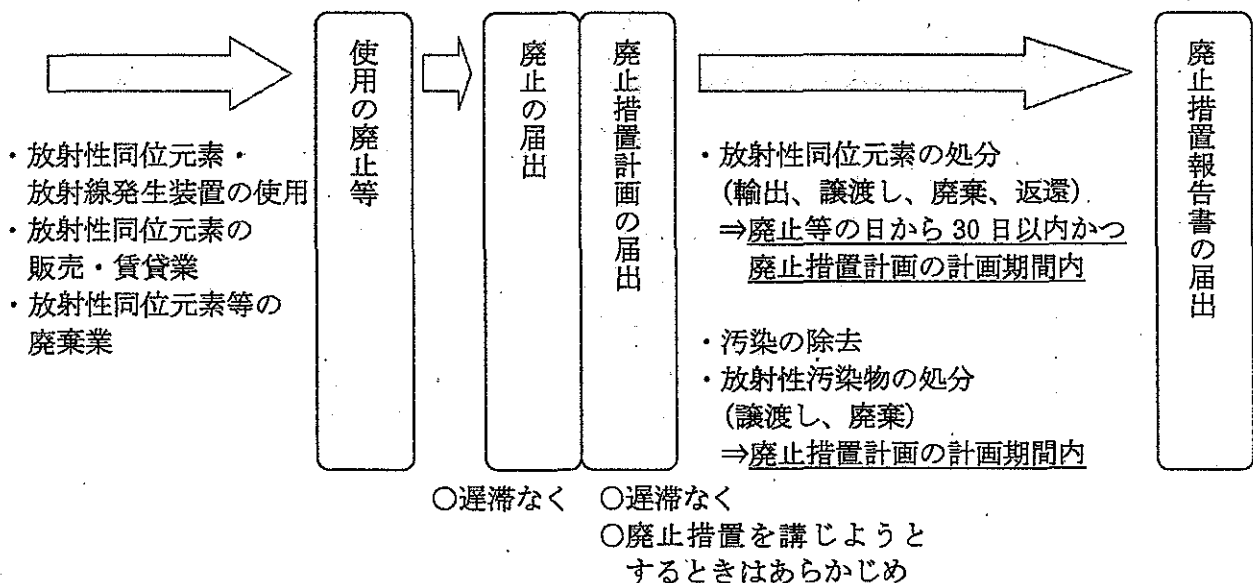 ・放射性同位元素・
放射線発生装置の使用
・放射性同位元素の
販売・賃貸業
・放射性同位元素等の
廃棄業
使用の廃止等
廃止の届出
廃止措置計画の届出
○遅滞なく
○遅滞なく
○廃止措置を講じようと
するときはあらかじめ
・放射性同位元素の処分
(輸出、譲渡し、廃棄、返還)
⇒廃止等の日から 30 日以内かつ
廃止措置計画の計画期間内
・汚染の除去
・放射性汚染物の処分
(譲渡し、廃棄)
⇒廃止措置計画の計画期間内
廃止措置報告書の届出